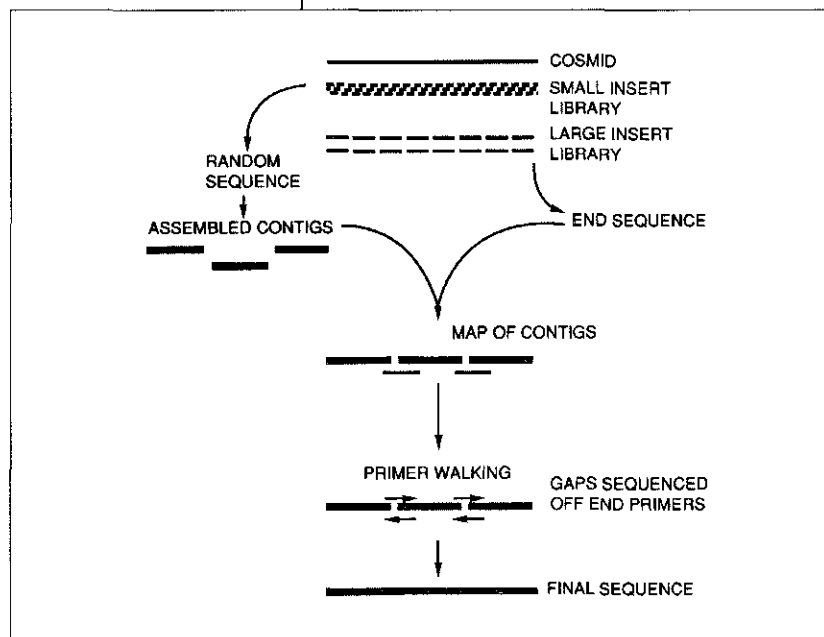 COSMID
SMALL INSERT
LIBRARY
LARGE INSERT
LIBRARY
RANDOM
SEQUENCE
ASSEMBLED CONTIGS
END SEQUENCE
MAP OF CONTIGS
PRIMER WALKING
GAPS SEQUENCED
OFF END PRIMERS
FINAL SEQUENCE